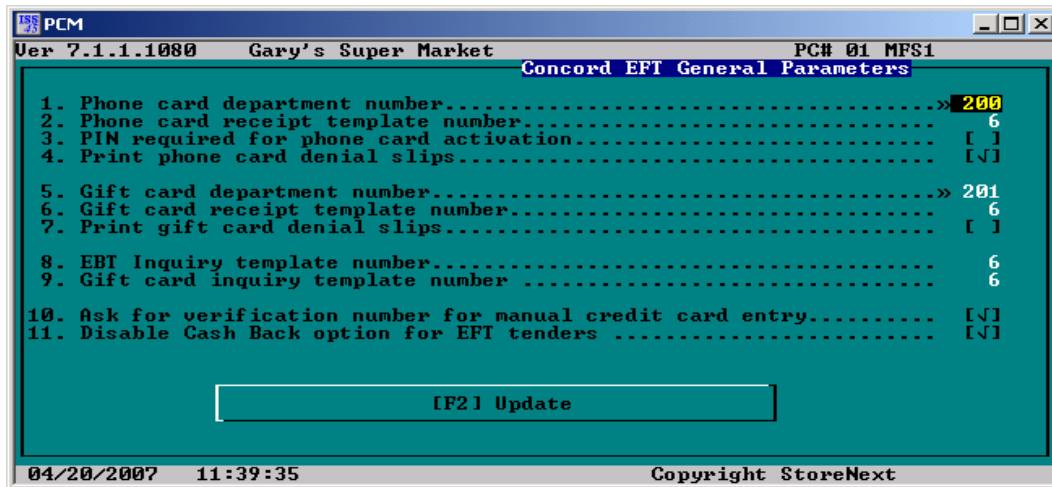 ISS 45 PCM
Ver 7.1.1.1080 Gary's Super Market PC# 01 MFS1
Concord EFT General Parameters
1. Phone card department number..............................................» 200
2. Phone card receipt template number...................................... 6
3. PIN required for phone card activation.................................. [ ]
4. Print phone card denial slips............................................. [√]
5. Gift card department number...............................................» 201
6. Gift card receipt template number....................................... 6
7. Print gift card denial slips.............................................. [ ]
8. EBT Inquiry template number............................................... 6
9. Gift card inquiry template number ...................................... 6
10. Ask for verification number for manual credit card entry.......... [√]
11. Disable Cash Back option for EFT tenders .............................. [√]
[F2] Update
04/20/2007 11:39:35 Copyright StoreNext